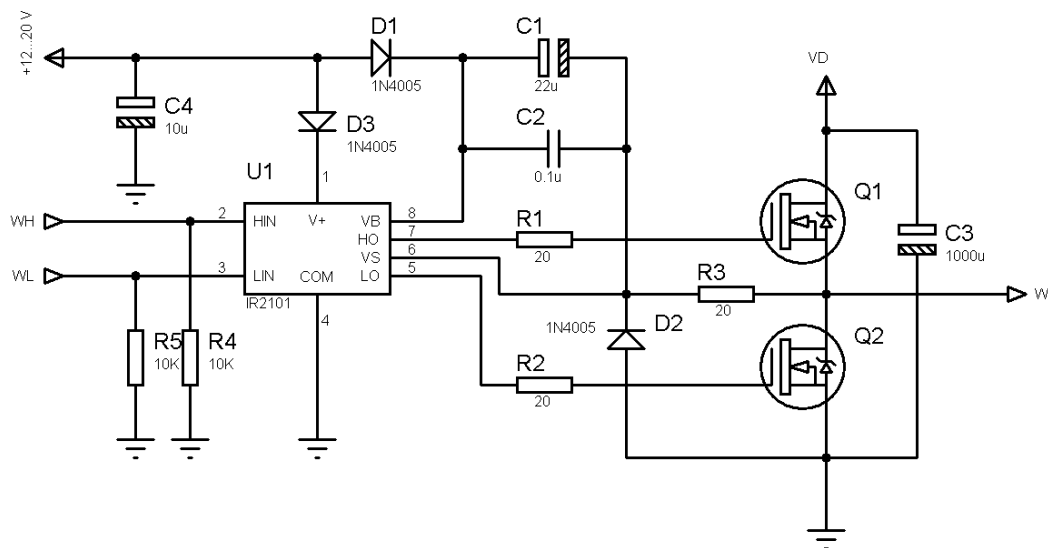 +12...20 V
D1
1N4005
C1
22u
C2
0.1u
C4
10u
D3
1N4005
VD
U1
1
WH
2
HIN
V+
VB
8
HO
7
VS
6
LO
5
WL
3
LIN
COM
IR2101
4
R1
20
Q1
C3
1000u
R3
20
W
1N4005
D2
Q2
R5
10K
R4
10K
R2
20